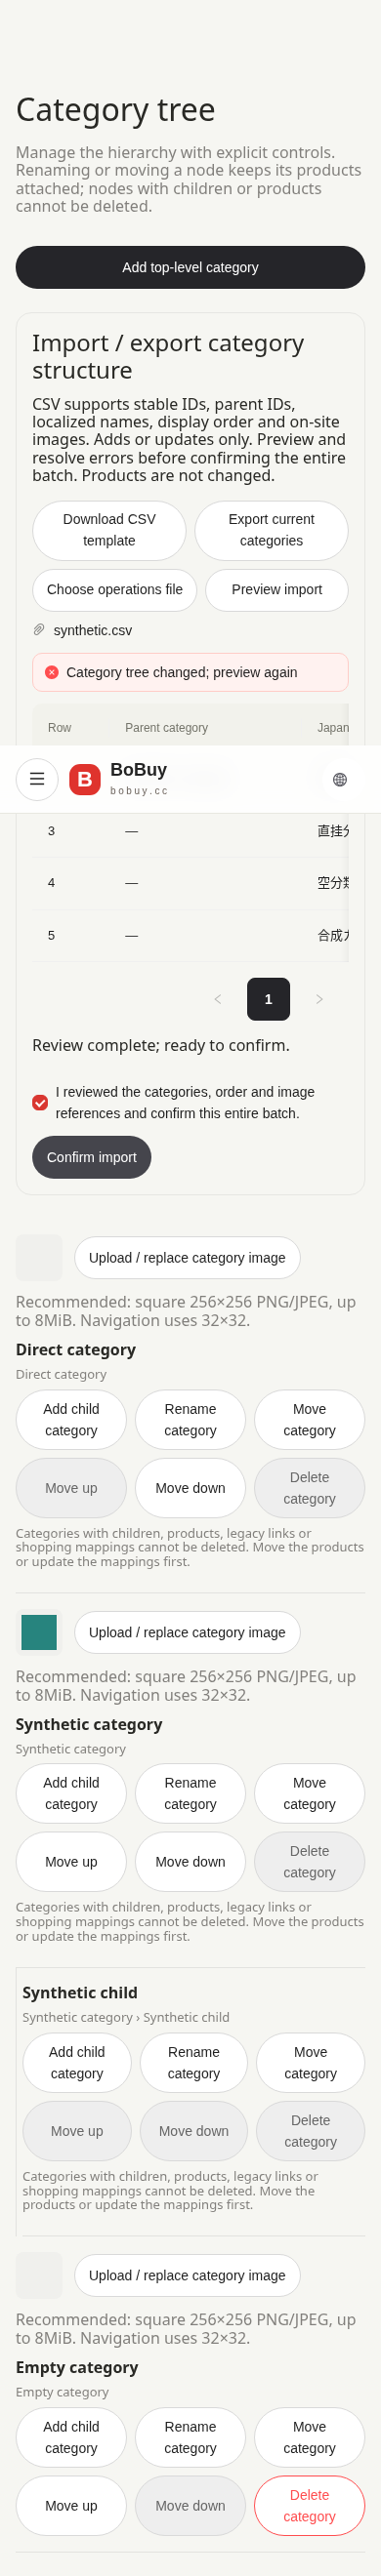 Category tree
Manage the hierarchy with explicit controls.
Renaming or moving a node keeps its products
attached; nodes with children or products
cannot be deleted.
Add top-level category
Import / export category
structure
CSV supports stable IDs, parent IDs,
localized names, display order and on-site
images. Adds or updates only. Preview and
resolve errors before confirming the entire
batch. Products are not changed.
Download CSV
template
Export current
categories
Choose operations file
Preview import
synthetic.csv
Category tree changed; preview again
Row Parent category Japan
B BoBuy
bobuy.cc
3 — 直挂
4 — 空分
5 — 合成
1
Review complete; ready to confirm.
I reviewed the categories, order and image
references and confirm this entire batch.
Confirm import
Upload / replace category image
Recommended: square 256×256 PNG/JPEG, up
to 8MiB. Navigation uses 32×32.
Direct category
Direct category
Add child
category
Rename
category
Move
category
Move up
Move down
Delete
category
Categories with children, products, legacy links or
shopping mappings cannot be deleted. Move the products
or update the mappings first.
Upload / replace category image
Recommended: square 256×256 PNG/JPEG, up
to 8MiB. Navigation uses 32×32.
Synthetic category
Synthetic category
Add child
category
Rename
category
Move
category
Move up
Move down
Delete
category
Categories with children, products, legacy links or
shopping mappings cannot be deleted. Move the products
or update the mappings first.
Synthetic child
Synthetic category › Synthetic child
Add child
category
Rename
category
Move
category
Move up
Move down
Delete
category
Categories with children, products, legacy links or
shopping mappings cannot be deleted. Move the
products or update the mappings first.
Upload / replace category image
Recommended: square 256×256 PNG/JPEG, up
to 8MiB. Navigation uses 32×32.
Empty category
Empty category
Add child
category
Rename
category
Move
category
Move up
Move down
Delete
category